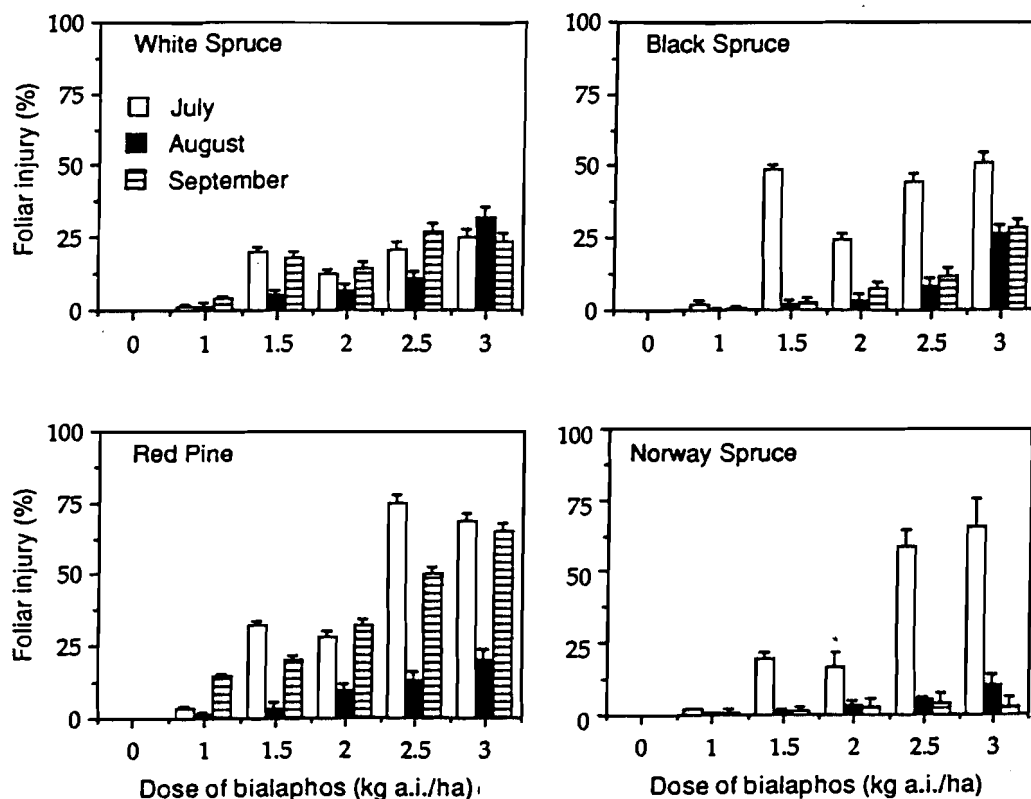 White Spruce
Foliar injury (%)
100
75
50
25
0
July
August
September
0 1 1.5 2 2.5 3
Black Spruce
100
75
50
25
0
0 1 1.5 2 2.5 3
Red Pine
Foliar injury (%)
100
75
50
25
0
0 1 1.5 2 2.5 3
Dose of bialaphos (kg a.i./ha)
Norway Spruce
100
75
50
25
0
0 1 1.5 2 2.5 3
Dose of bialaphos (kg a.i./ha)